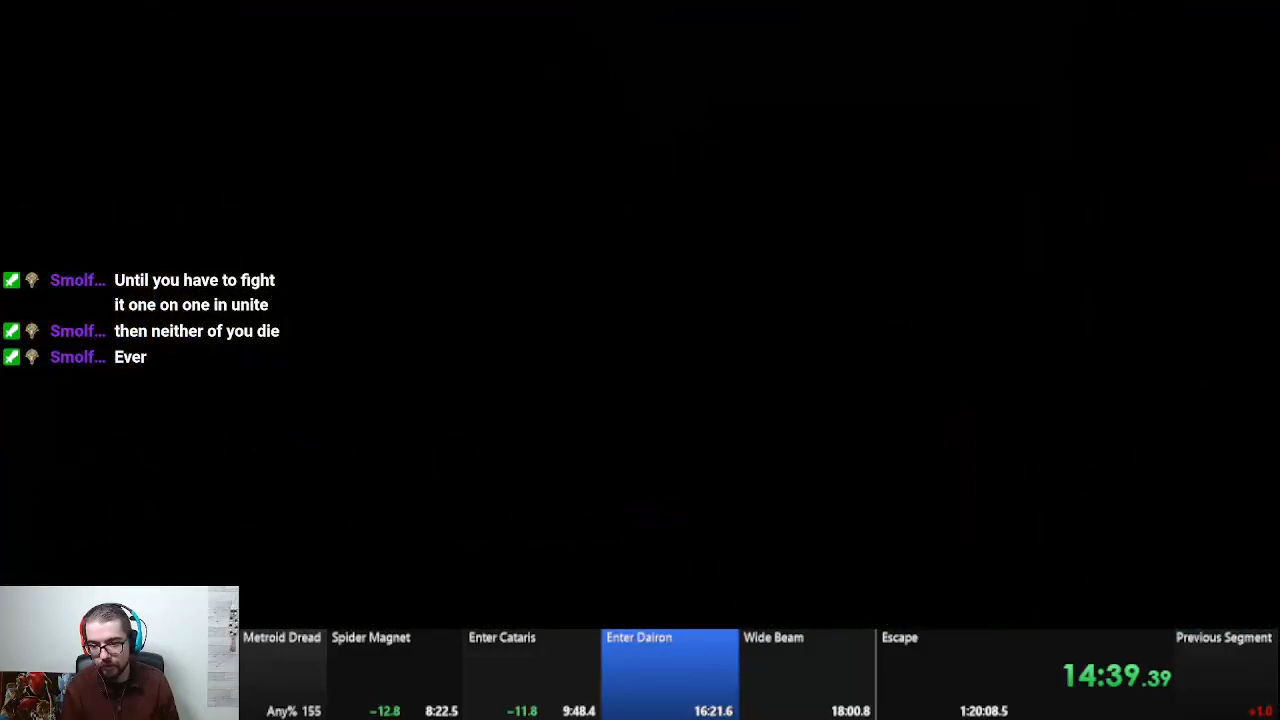 Smolf... Until you have to fight
it one on one in unite
Smolf... then neither of you die
Smolf... Ever
Metroid Dread Spider Magnet Enter Cataris Enter Dairon Wide Beam Escape Previous Segment
14:39.39
Any% 155 −12.8 8:22.5 −11.8 9:48.4 16:21.6 18:00.8 1:20:08.5 +1.0